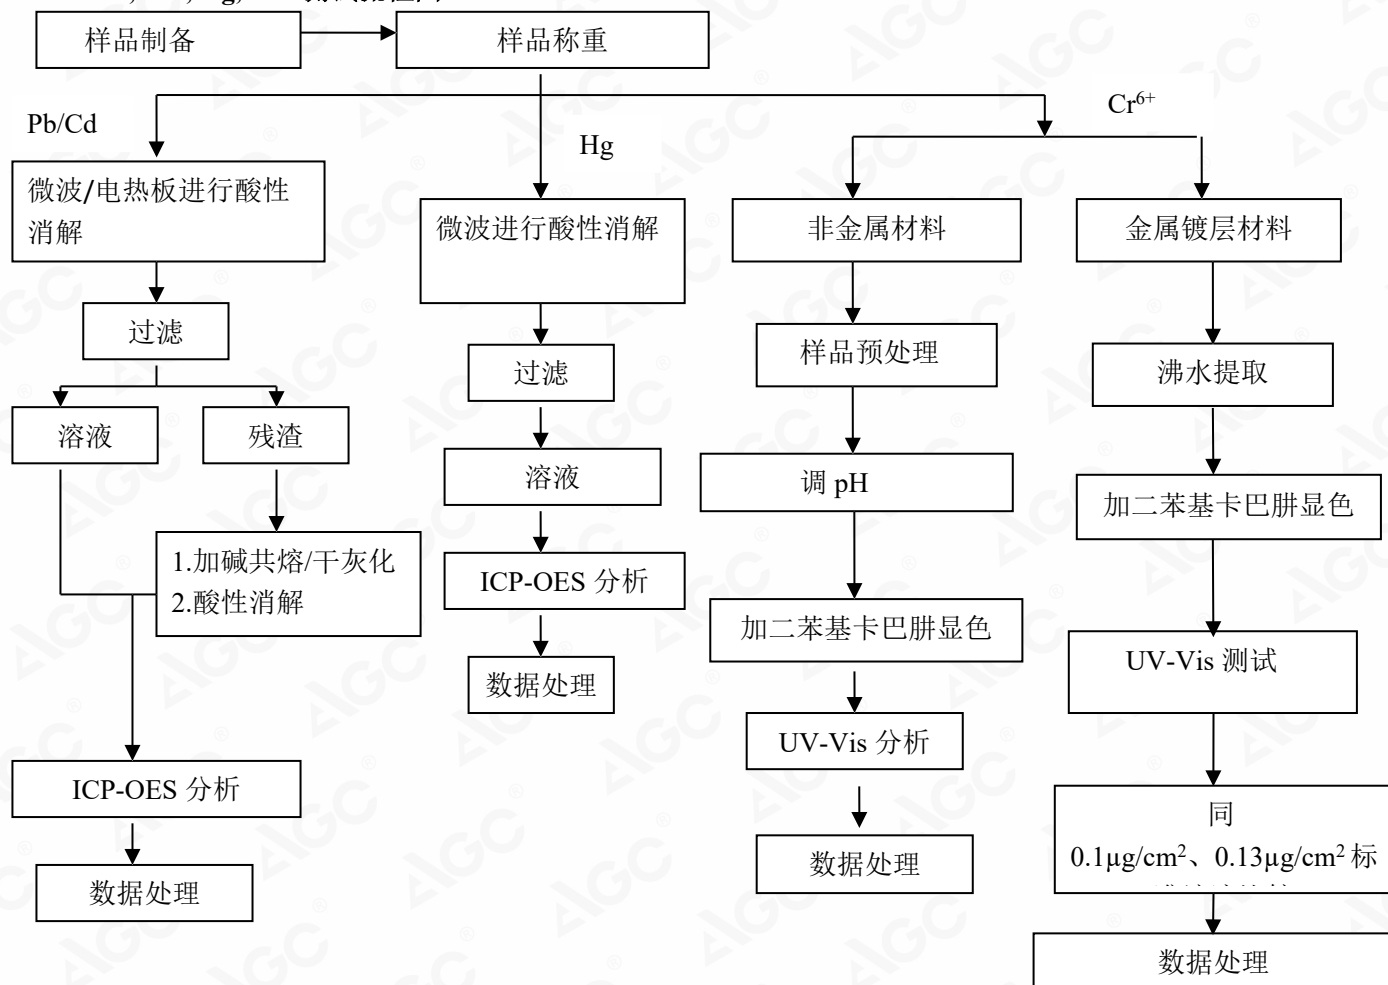 样品制备
样品称重
Pb/Cd
Hg
Cr⁶⁺
微波/电热板进行酸性
消解
微波进行酸性消解
非金属材料
金属镀层材料
过滤
过滤
样品预处理
沸水提取
溶液
残渣
溶液
调 pH
加二苯基卡巴肼显色
1.加碱共熔/干灰化
2.酸性消解
ICP-OES 分析
加二苯基卡巴肼显色
UV-Vis 测试
数据处理
UV-Vis 分析
ICP-OES 分析
同
0.1µg/cm²、0.13µg/cm² 标
数据处理
数据处理
数据处理
AGC